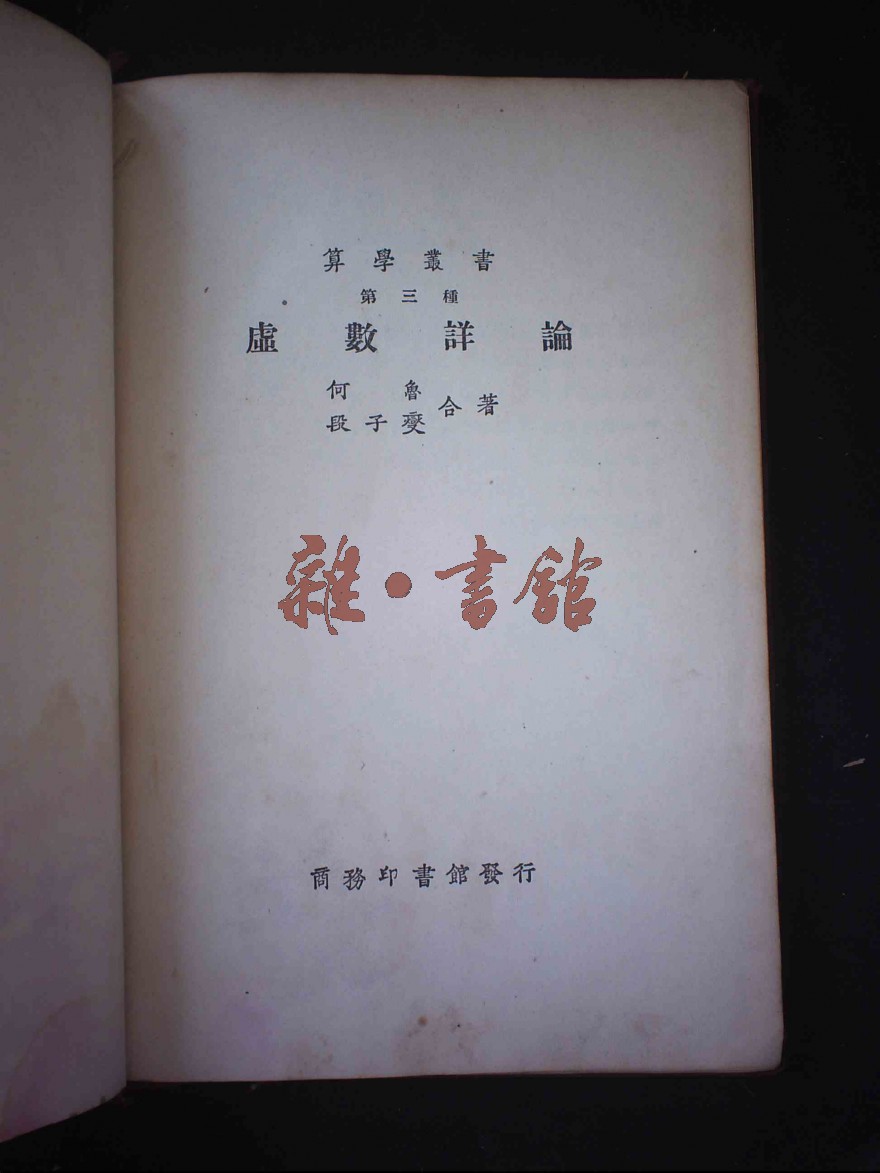 算學叢書
第三種
虛數詳論
何魯
段子燮 合著
雜·書館
商務印書館發行